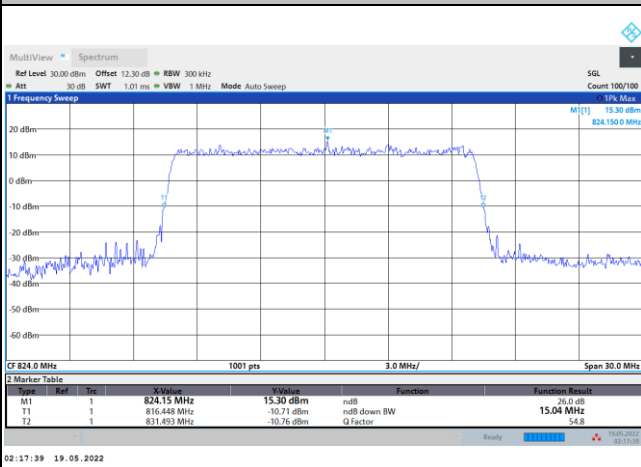 MultiView Spectrum
Ref Level 30.00 dBm Offset 12.30 dB RBW 300 kHz SGL
Att 30 dB SWT 1.01 ms VBW 1 MHz Mode Auto Sweep Count 100/100
1 Frequency Sweep 1Pk Max
M1[1] 15.30 dBm
824.150 0 MHz
20 dBm
M1
10 dBm
0 dBm
T1 T2
-10 dBm
-20 dBm
-30 dBm
-40 dBm
-50 dBm
-60 dBm
CF 824.0 MHz 1001 pts 3.0 MHz/ Span 30.0 MHz
2 Marker Table
Type Ref Trc X-Value Y-Value Function Function Result
M1 1 824.15 MHz 15.30 dBm ndB 26.0 dB
T1 1 816.448 MHz -10.71 dBm ndB down BW 15.04 MHz
T2 1 831.493 MHz -10.76 dBm Q Factor 54.8
Ready 19.05.2022
02:17:39
02:17:39 19.05.2022